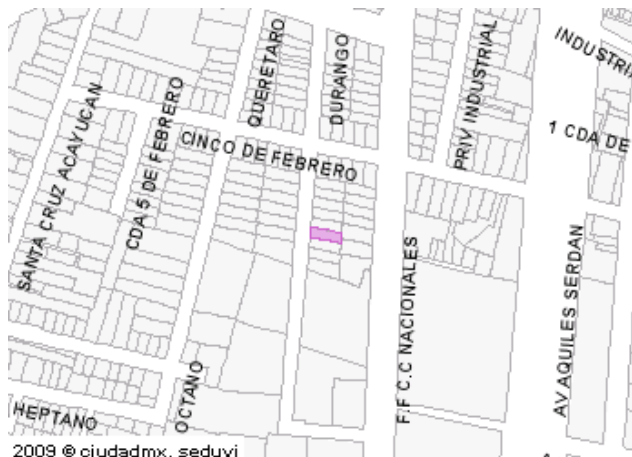 QUERETARO
DURANGO
PRIV INDUSTRIAL
INDUSTRIA
1 CDA DE
CINCO DE FEBRERO
CDA 5 DE FEBRERO
SANTA CRUZ ACAYUCAN
F.F C.C NACIONALES
AV AQUILES SERDAN
OCTANO
HEPTANO
2009 © ciudadmx, seduvi